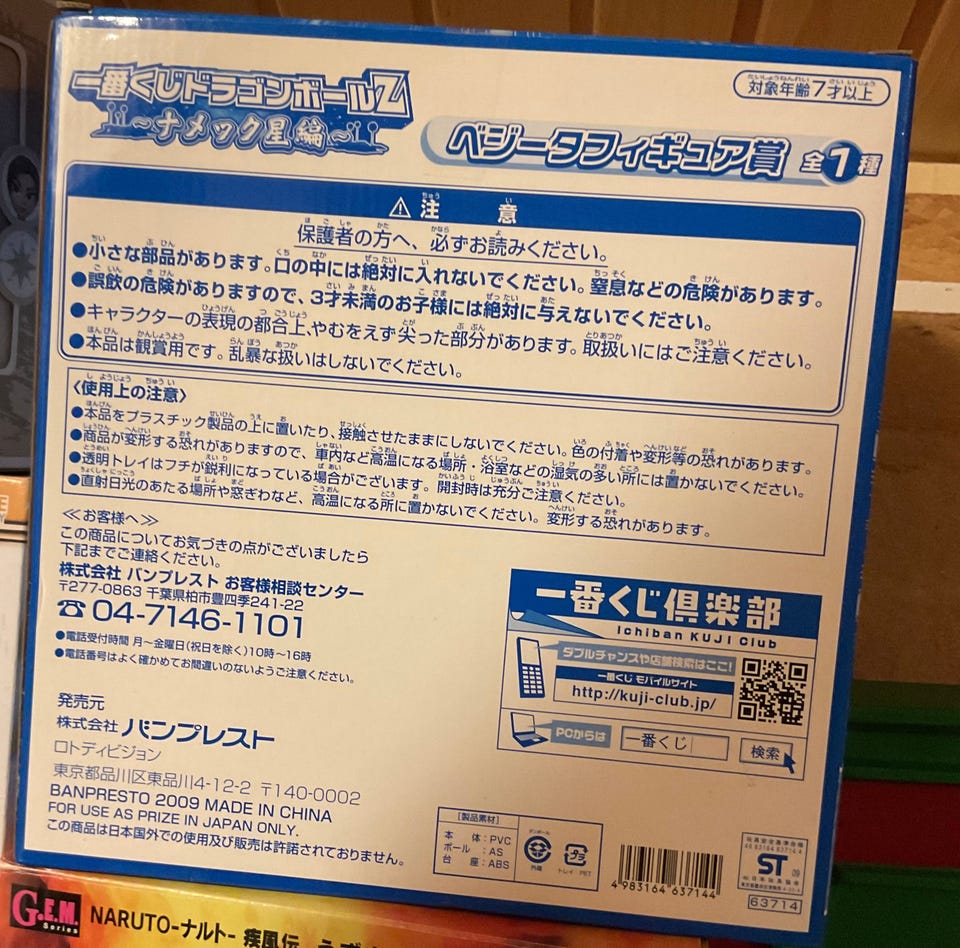 一番くじドラゴンボールZ
～ナメック星編～
対象年齢7才以上
ベジータフィギュア賞 全1種
⚠注意
保護者の方へ、必ずお読みください。
●小さな部品があります。口の中には絶対に入れないでください。窒息などの危険があります。
●誤飲の危険がありますので、3才未満のお子様には絶対に与えないでください。
●キャラクターの表現の都合上、やむをえず尖った部分があります。取扱いにはご注意ください。
●本品は観賞用です。乱暴な扱いはしないでください。
〈使用上の注意〉
●本品をプラスチック製品の上に置いたり、接触させたままにしないでください。色の付着や変形等の恐れがあります。
●商品が変形する恐れがありますので、車内など高温になる場所・浴室などの湿気の多い所には置かないでください。
●透明トレイはフチが鋭利になっている場合がございます。開封時は充分ご注意ください。
●直射日光のあたる場所や窓ぎわなど、高温になる所に置かないでください。変形する恐れがあります。
≪お客様へ≫
この商品についてお気づきの点がございましたら
下記までご連絡ください。
株式会社 バンプレスト お客様相談センター
〒277-0863 千葉県柏市豊四季241-22
☎04-7146-1101
●電話受付時間 月～金曜日(祝日を除く)10時～16時
●電話番号はよく確かめてお間違いのないようご注意ください。
発売元
株式会社 バンプレスト
ロトディビジョン
東京都品川区東品川4-12-2 〒140-0002
BANPRESTO 2009 MADE IN CHINA
FOR USE AS PRIZE IN JAPAN ONLY.
この商品は日本国外での使用及び販売は許諾されておりません。
一番くじ倶楽部
Ichiban KUJI Club
ダブルチャンスや店舗検索はここ!
一番くじ モバイルサイト
http://kuji-club.jp/
PCからは 一番くじ 検索
[製品素材]
本体:PVC
ボール:AS
台座:ABS
ダンボール
外箱
プラ
トレイ:PET
4983164637144
ST
09
63714
G.E.M.
Series
NARUTO-ナルト- 疾風伝